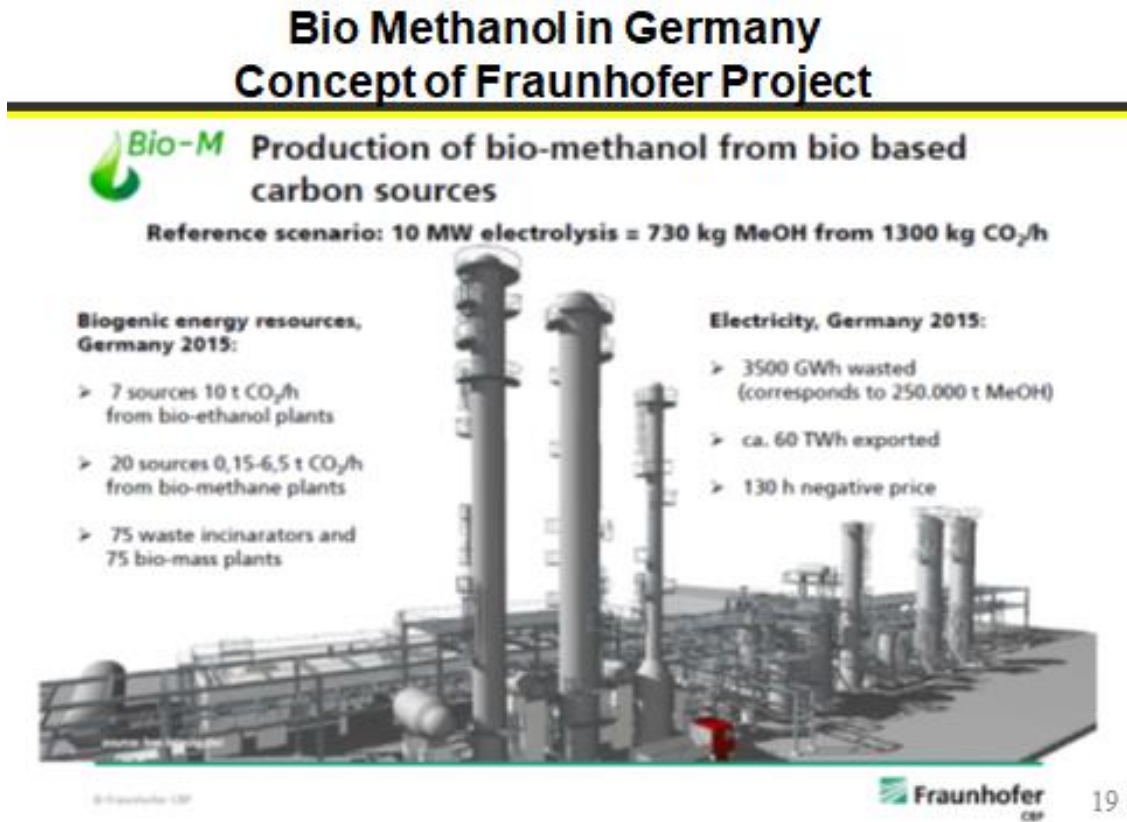 Bio Methanol in Germany
Concept of Fraunhofer Project
Bio-M
Production of bio-methanol from bio based
carbon sources
Reference scenario: 10 MW electrolysis = 730 kg MeOH from 1300 kg CO₂/h
Biogenic energy resources,
Germany 2015:
➢ 7 sources 10 t CO₂/h
from bio-ethanol plants
➢ 20 sources 0,15-6,5 t CO₂/h
from bio-methane plants
➢ 75 waste incinarators and
75 bio-mass plants
Electricity, Germany 2015:
➢ 3500 GWh wasted
(corresponds to 250.000 t MeOH)
➢ ca. 60 TWh exported
➢ 130 h negative price
© Fraunhofer CBP
Fraunhofer
CBP
19